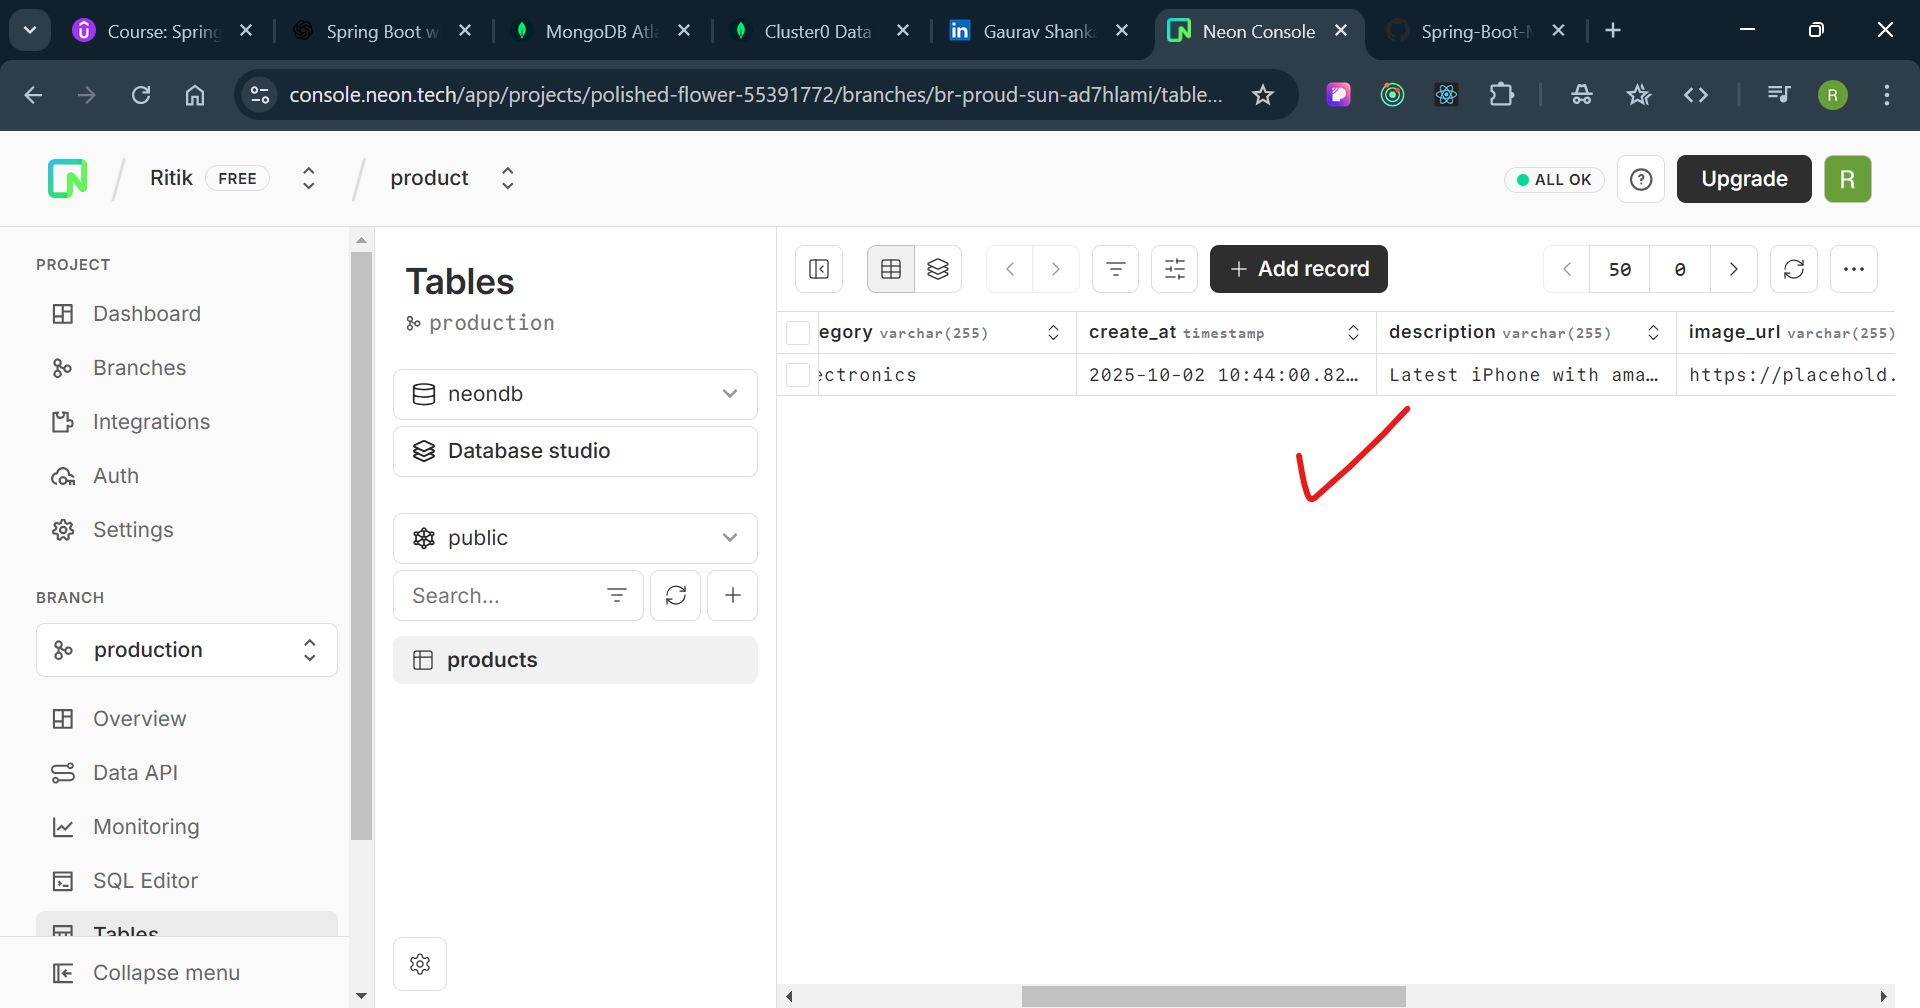 Course: Spring
Spring Boot w
MongoDB Atla
Cluster0 Data
Gaurav Shanka
Neon Console
Spring-Boot-M
console.neon.tech/app/projects/polished-flower-55391772/branches/br-proud-sun-ad7hlami/table...
R
Ritik
FREE
product
ALL OK
Upgrade
R
PROJECT
Dashboard
Branches
Integrations
Auth
Settings
BRANCH
production
Overview
Data API
Monitoring
SQL Editor
Tables
Collapse menu
Tables
production
neondb
Database studio
public
Search...
products
Add record
50
0
egory varchar(255)
create_at timestamp
description varchar(255)
image_url varchar(255)
ectronics
2025-10-02 10:44:00.82...
Latest iPhone with ama...
https://placehold.